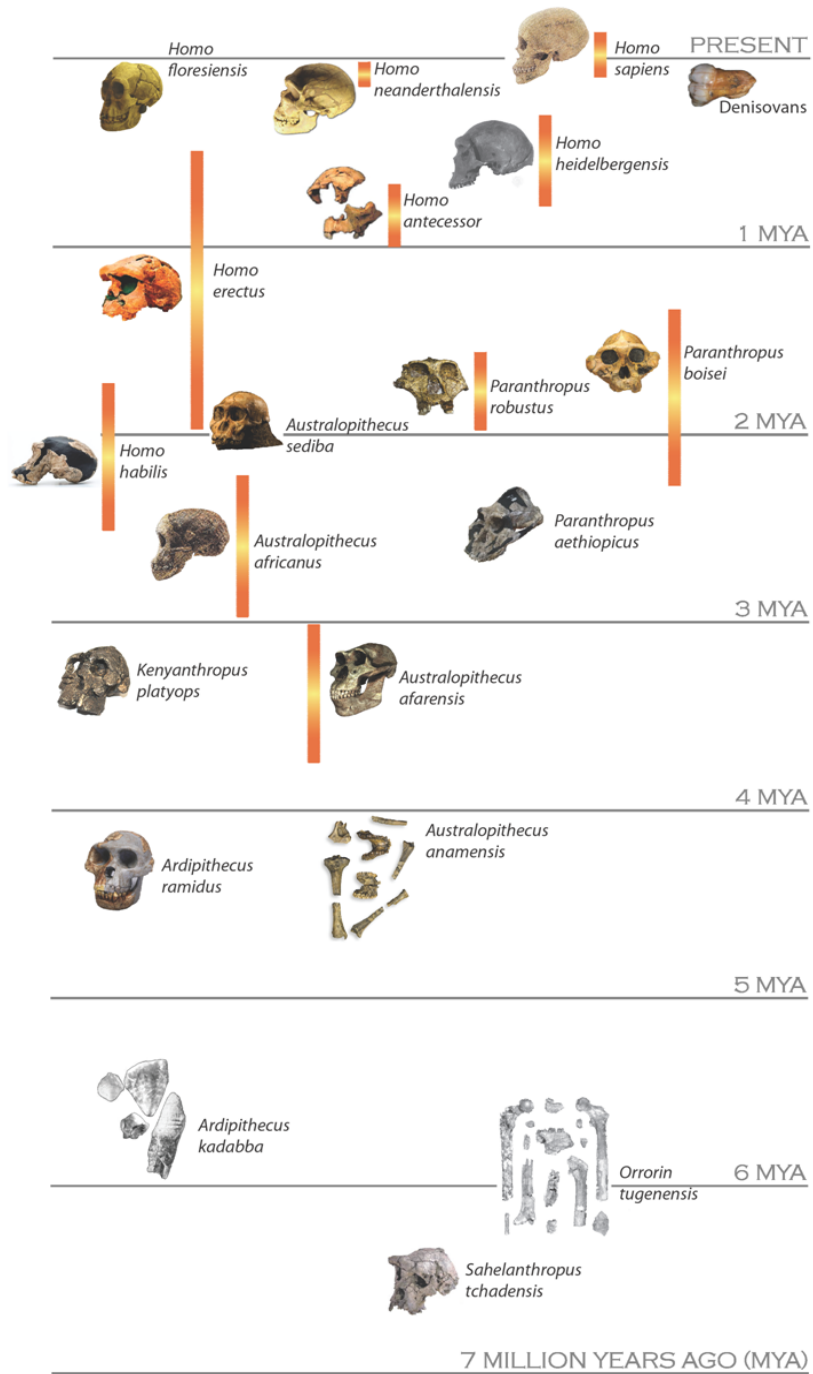 Homo
floresiensis
Homo
neanderthalensis
Homo
sapiens
PRESENT
Denisovans
Homo
heidelbergensis
Homo
antecessor
1 MYA
Homo
erectus
Paranthropus
boisei
Paranthropus
robustus
2 MYA
Australopithecus
sediba
Homo
habilis
Australopithecus
africanus
Paranthropus
aethiopicus
3 MYA
Kenyanthropus
platyops
Australopithecus
afarensis
4 MYA
Australopithecus
anamensis
Ardipithecus
ramidus
5 MYA
Ardipithecus
kadabba
Orrorin
tugenensis
6 MYA
Sahelanthropus
tchadensis
7 MILLION YEARS AGO (MYA)